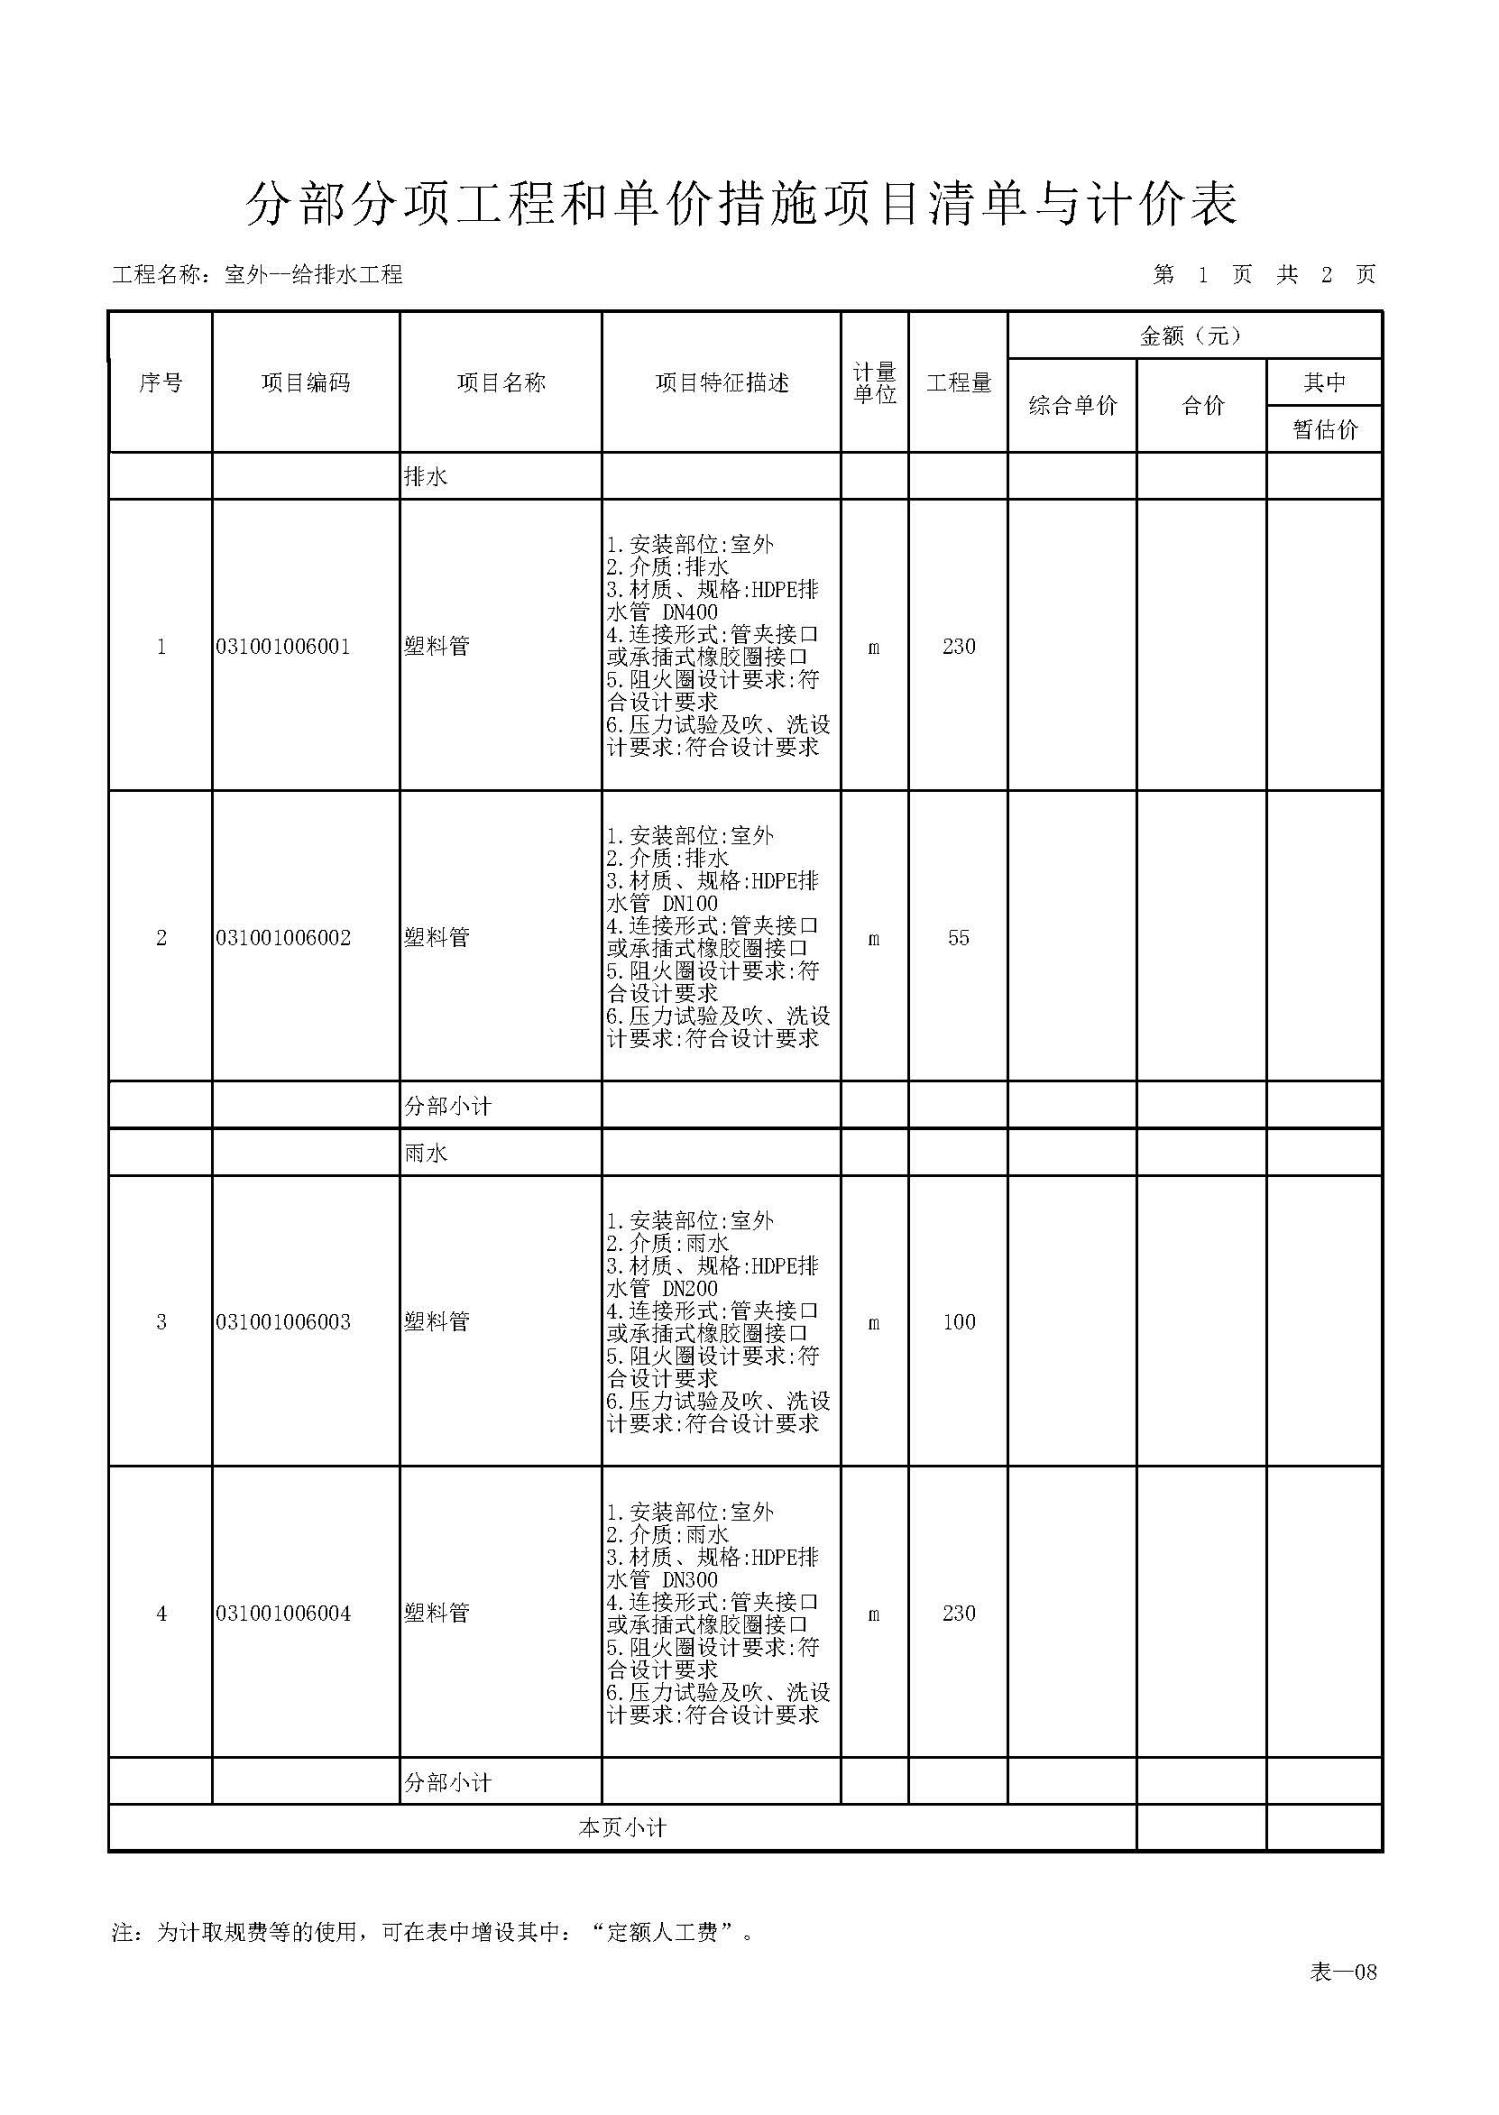 分部分项工程和单价措施项目清单与计价表
工程名称：室外--给排水工程
第 1 页 共 2 页
序号
项目编码
项目名称
项目特征描述
计量
单位
工程量
金额（元）
综合单价
合价
其中
暂估价
排水
1
031001006001
塑料管
1.安装部位:室外
2.介质:排水
3.材质、规格:HDPE排
水管 DN400
4.连接形式:管夹接口
或承插式橡胶圈接口
5.阻火圈设计要求:符
合设计要求
6.压力试验及吹、洗设
计要求:符合设计要求
m
230
2
031001006002
塑料管
1.安装部位:室外
2.介质:排水
3.材质、规格:HDPE排
水管 DN100
4.连接形式:管夹接口
或承插式橡胶圈接口
5.阻火圈设计要求:符
合设计要求
6.压力试验及吹、洗设
计要求:符合设计要求
m
55
分部小计
雨水
3
031001006003
塑料管
1.安装部位:室外
2.介质:雨水
3.材质、规格:HDPE排
水管 DN200
4.连接形式:管夹接口
或承插式橡胶圈接口
5.阻火圈设计要求:符
合设计要求
6.压力试验及吹、洗设
计要求:符合设计要求
m
100
4
031001006004
塑料管
1.安装部位:室外
2.介质:雨水
3.材质、规格:HDPE排
水管 DN300
4.连接形式:管夹接口
或承插式橡胶圈接口
5.阻火圈设计要求:符
合设计要求
6.压力试验及吹、洗设
计要求:符合设计要求
m
230
分部小计
本页小计
注：为计取规费等的使用，可在表中增设其中：“定额人工费”。
表—08